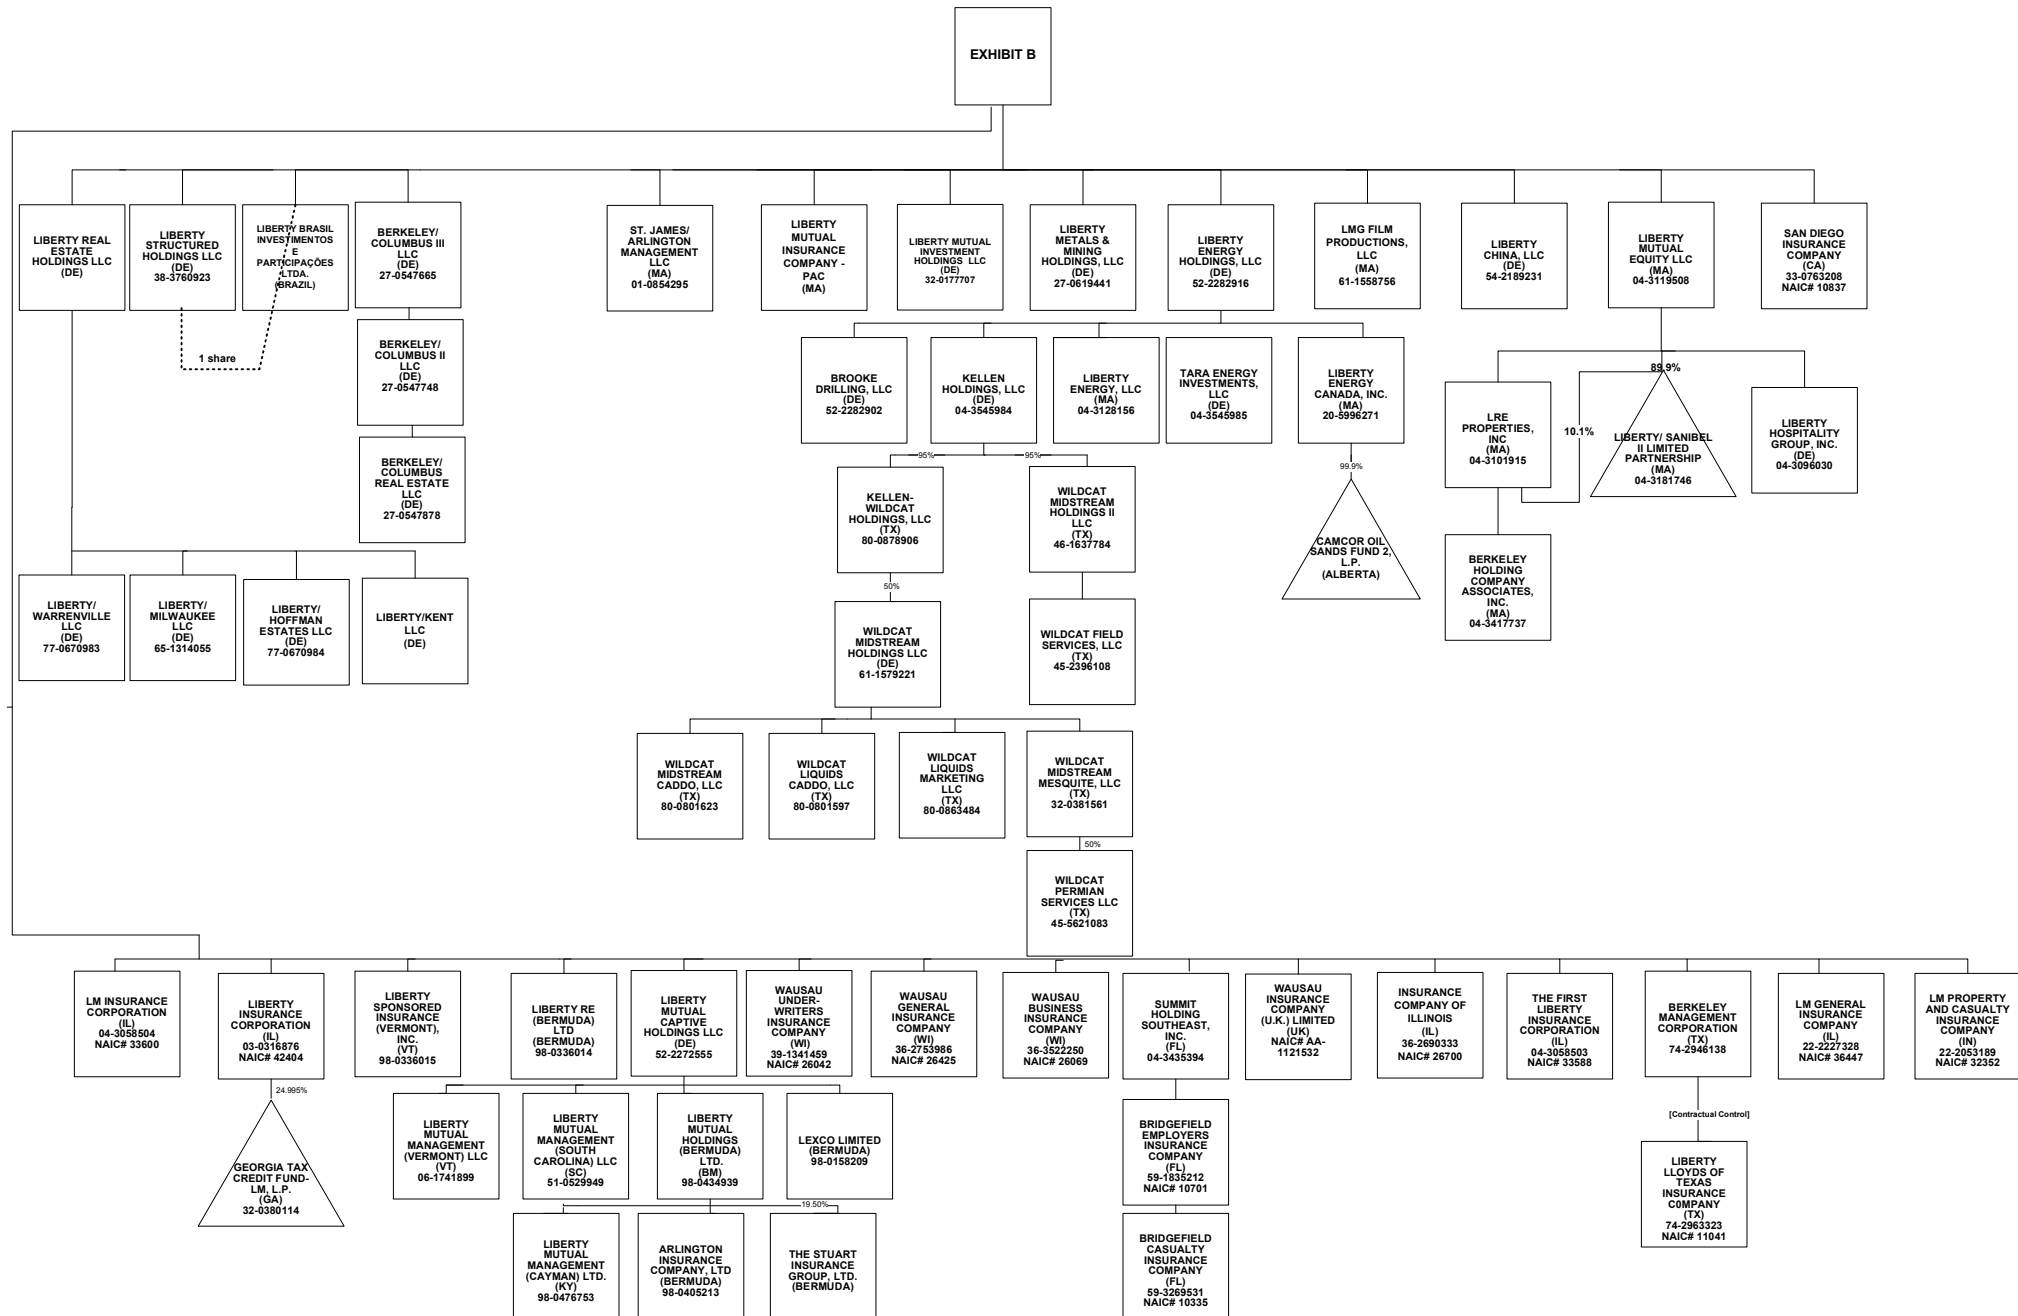 EXHIBIT B
LIBERTY REAL
ESTATE
HOLDINGS LLC
(DE)
LIBERTY
STRUCTURED
HOLDINGS LLC
(DE)
38-3760923
LIBERTY BRASIL
INVESTIMENTOS
E
PARTICIPAÇÕES
LTDA.
(BRAZIL)
BERKELEY/
COLUMBUS III
LLC
(DE)
27-0547665
ST. JAMES/
ARLINGTON
MANAGEMENT
LLC
(MA)
01-0854295
LIBERTY
MUTUAL
INSURANCE
COMPANY -
PAC
(MA)
LIBERTY MUTUAL
INVESTMENT
HOLDINGS LLC
(DE)
32-0177707
LIBERTY
METALS &
MINING
HOLDINGS, LLC
(DE)
27-0619441
LIBERTY
ENERGY
HOLDINGS, LLC
(DE)
52-2282916
LMG FILM
PRODUCTIONS,
LLC
(MA)
61-1558756
LIBERTY
CHINA, LLC
(DE)
54-2189231
LIBERTY
MUTUAL
EQUITY LLC
(MA)
04-3119508
SAN DIEGO
INSURANCE
COMPANY
(CA)
33-0763208
NAIC# 10837
1 share
BERKELEY/
COLUMBUS II
LLC
(DE)
27-0547748
BERKELEY/
COLUMBUS
REAL ESTATE
LLC
(DE)
27-0547878
BROOKE
DRILLING, LLC
(DE)
52-2282902
KELLEN
HOLDINGS, LLC
(DE)
04-3545984
LIBERTY
ENERGY, LLC
(MA)
04-3128156
TARA ENERGY
INVESTMENTS,
LLC
(DE)
04-3545985
LIBERTY
ENERGY
CANADA, INC.
(MA)
20-5996271
LRE
PROPERTIES,
INC
(MA)
04-3101915
10.1%
89.9%
LIBERTY/ SANIBEL
II LIMITED
PARTNERSHIP
(MA)
04-3181746
LIBERTY
HOSPITALITY
GROUP, INC.
(DE)
04-3096030
95%
95%
99.9%
KELLEN-
WILDCAT
HOLDINGS, LLC
(TX)
80-0878906
WILDCAT
MIDSTREAM
HOLDINGS II
LLC
(TX)
46-1637784
CAMCOR OIL
SANDS FUND 2,
L.P.
(ALBERTA)
BERKELEY
HOLDING
COMPANY
ASSOCIATES,
INC.
(MA)
04-3417737
LIBERTY/
WARRENVILLE
LLC
(DE)
77-0670983
LIBERTY/
MILWAUKEE
LLC
(DE)
65-1314055
LIBERTY/
HOFFMAN
ESTATES LLC
(DE)
77-0670984
LIBERTY/KENT
LLC
(DE)
50%
WILDCAT
MIDSTREAM
HOLDINGS LLC
(DE)
61-1579221
WILDCAT FIELD
SERVICES, LLC
(TX)
45-2396108
WILDCAT
MIDSTREAM
CADDO, LLC
(TX)
80-0801623
WILDCAT
LIQUIDS
CADDO, LLC
(TX)
80-0801597
WILDCAT
LIQUIDS
MARKETING
LLC
(TX)
80-0863484
WILDCAT
MIDSTREAM
MESQUITE, LLC
(TX)
32-0381561
50%
WILDCAT
PERMIAN
SERVICES LLC
(TX)
45-5621083
LM INSURANCE
CORPORATION
(IL)
04-3058504
NAIC# 33600
LIBERTY
INSURANCE
CORPORATION
(IL)
03-0316876
NAIC# 42404
LIBERTY
SPONSORED
INSURANCE
(VERMONT),
INC.
(VT)
98-0336015
LIBERTY RE
(BERMUDA)
LTD
(BERMUDA)
98-0336014
LIBERTY
MUTUAL
CAPTIVE
HOLDINGS LLC
(DE)
52-2272555
WAUSAU
UNDER-
WRITERS
INSURANCE
COMPANY
(WI)
39-1341459
NAIC# 26042
WAUSAU
GENERAL
INSURANCE
COMPANY
(WI)
36-2753986
NAIC# 26425
WAUSAU
BUSINESS
INSURANCE
COMPANY
(WI)
36-3522250
NAIC# 26069
SUMMIT
HOLDING
SOUTHEAST,
INC.
(FL)
04-3435394
WAUSAU
INSURANCE
COMPANY
(U.K.) LIMITED
(UK)
NAIC# AA-
1121532
INSURANCE
COMPANY OF
ILLINOIS
(IL)
36-2690333
NAIC# 26700
THE FIRST
LIBERTY
INSURANCE
CORPORATION
(IL)
04-3058503
NAIC# 33588
BERKELEY
MANAGEMENT
CORPORATION
(TX)
74-2946138
LM GENERAL
INSURANCE
COMPANY
(IL)
22-2227328
NAIC# 36447
LM PROPERTY
AND CASUALTY
INSURANCE
COMPANY
(IN)
22-2053189
NAIC# 32352
24.995%
GEORGIA TAX
CREDIT FUND-
LM, L.P.
(GA)
32-0380114
LIBERTY
MUTUAL
MANAGEMENT
(VERMONT) LLC
(VT)
06-1741899
LIBERTY
MUTUAL
MANAGEMENT
(SOUTH
CAROLINA) LLC
(SC)
51-0529949
LIBERTY
MUTUAL
HOLDINGS
(BERMUDA)
LTD.
(BM)
98-0434939
LEXCO LIMITED
(BERMUDA)
98-0158209
BRIDGEFIELD
EMPLOYERS
INSURANCE
COMPANY
(FL)
59-1835212
NAIC# 10701
[Contractual Control]
LIBERTY
LLOYDS OF
TEXAS
INSURANCE
C0MPANY
(TX)
74-2963323
NAIC# 11041
19.50%
LIBERTY
MUTUAL
MANAGEMENT
(CAYMAN) LTD.
(KY)
98-0476753
ARLINGTON
INSURANCE
COMPANY, LTD
(BERMUDA)
98-0405213
THE STUART
INSURANCE
GROUP, LTD.
(BERMUDA)
BRIDGEFIELD
CASUALTY
INSURANCE
COMPANY
(FL)
59-3269531
NAIC# 10335